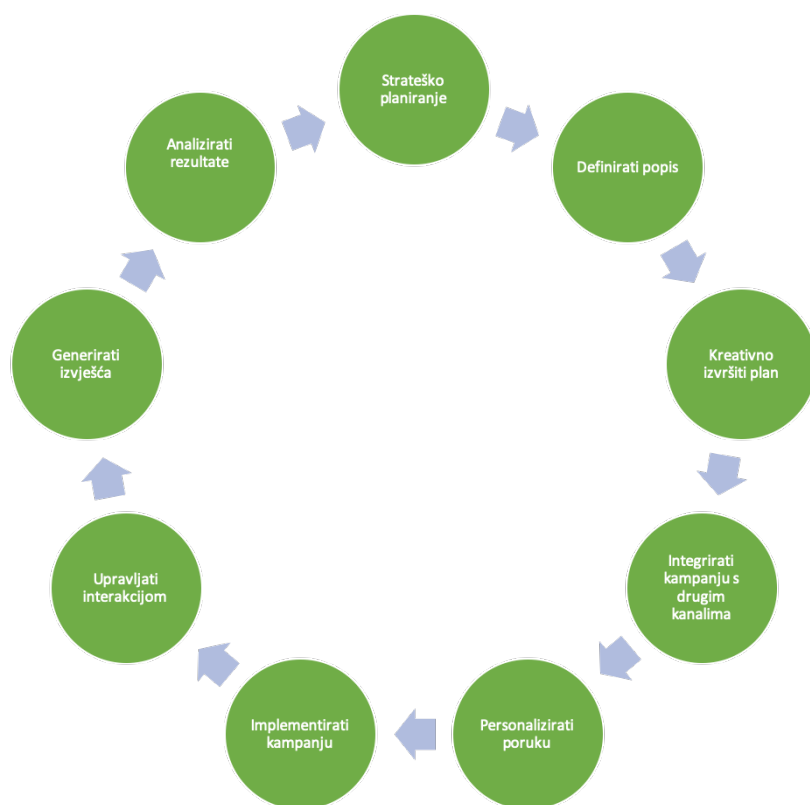 Strateško
planiranje
Definirati popis
Kreativno
izvršiti plan
Integrirati
kampanju s
drugim
kanalima
Personalizirati
poruku
Implementirati
kampanju
Upravljati
interakcijom
Generirati
izvješća
Analizirati
rezultate